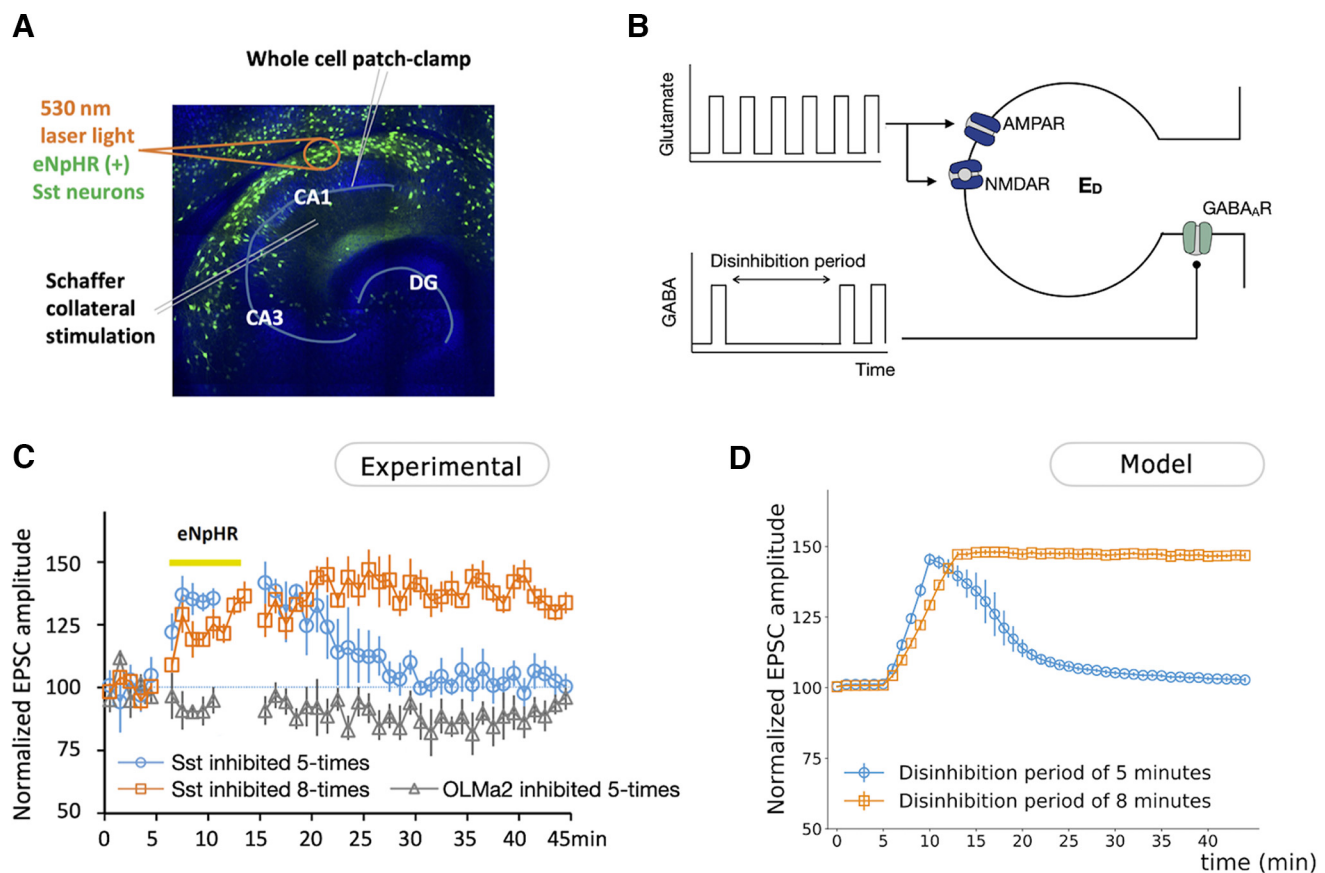 A
Whole cell patch-clamp
530 nm
laser light
eNpHR (+)
Sst neurons
CA1
Schaffer
collateral
stimulation
DG
CA3
B
Glutamate
AMPAR
NMDAR
E_D
GABA_AR
Disinhibition period
GABA
Time
C
Experimental
Normalized EPSC amplitude
eNpHR
150
125
100
75
50
Sst inhibited 5-times
Sst inhibited 8-times
OLMa2 inhibited 5-times
0 5 10 15 20 25 30 35 40 45min
D
Model
Normalized EPSC amplitude
150
125
100
75
50
Disinhibition period of 5 minutes
Disinhibition period of 8 minutes
0 5 10 15 20 25 30 35 40
time (min)